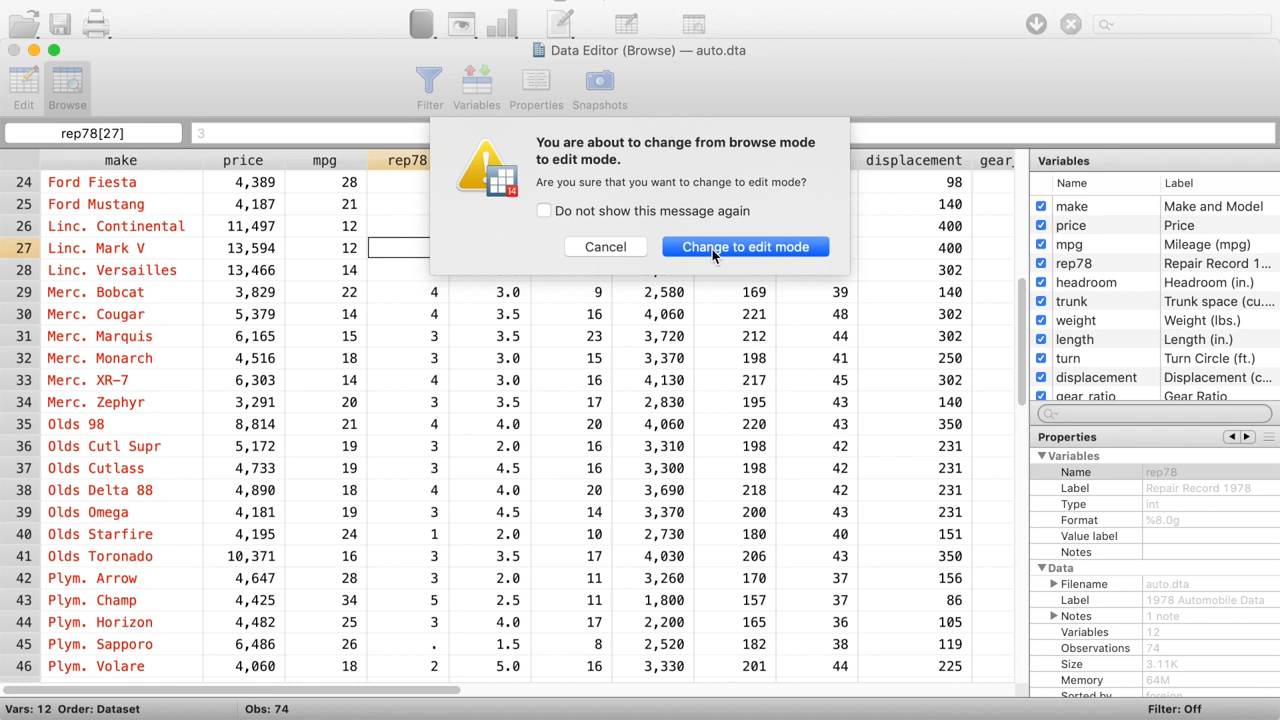 Data Editor (Browse) — auto.dta
Edit Browse Filter Variables Properties Snapshots
rep78[27] 3
You are about to change from browse mode
to edit mode.
Are you sure that you want to change to edit mode?
Do not show this message again
Cancel Change to edit mode
14
make price mpg rep78 displacement gear_
24 Ford Fiesta 4,389 28 98
25 Ford Mustang 4,187 21 140
26 Linc. Continental 11,497 12 400
27 Linc. Mark V 13,594 12 400
28 Linc. Versailles 13,466 14 302
29 Merc. Bobcat 3,829 22 4 3.0 9 2,580 169 39 140
30 Merc. Cougar 5,379 14 4 3.5 16 4,060 221 48 302
31 Merc. Marquis 6,165 15 3 3.5 23 3,720 212 44 302
32 Merc. Monarch 4,516 18 3 3.0 15 3,370 198 41 250
33 Merc. XR-7 6,303 14 4 3.0 16 4,130 217 45 302
34 Merc. Zephyr 3,291 20 3 3.5 17 2,830 195 43 140
35 Olds 98 8,814 21 4 4.0 20 4,060 220 43 350
36 Olds Cutl Supr 5,172 19 3 2.0 16 3,310 198 42 231
37 Olds Cutlass 4,733 19 3 4.5 16 3,300 198 42 231
38 Olds Delta 88 4,890 18 4 4.0 20 3,690 218 42 231
39 Olds Omega 4,181 19 3 4.5 14 3,370 200 43 231
40 Olds Starfire 4,195 24 1 2.0 10 2,730 180 40 151
41 Olds Toronado 10,371 16 3 3.5 17 4,030 206 43 350
42 Plym. Arrow 4,647 28 3 2.0 11 3,260 170 37 156
43 Plym. Champ 4,425 34 5 2.5 11 1,800 157 37 86
44 Plym. Horizon 4,482 25 3 4.0 17 2,200 165 36 105
45 Plym. Sapporo 6,486 26 . 1.5 8 2,520 182 38 119
46 Plym. Volare 4,060 18 2 5.0 16 3,330 201 44 225
Variables
Name Label
make Make and Model
price Price
mpg Mileage (mpg)
rep78 Repair Record 1...
headroom Headroom (in.)
trunk Trunk space (cu....
weight Weight (lbs.)
length Length (in.)
turn Turn Circle (ft.)
displacement Displacement (c...
gear_ratio Gear Ratio
Properties
Variables
Name rep78
Label Repair Record 1978
Type int
Format %8.0g
Value label
Notes
Data
Filename auto.dta
Label 1978 Automobile Data
Notes 1 note
Variables 12
Observations 74
Size 3.11K
Memory 64M
Sorted by foreign
Vars: 12 Order: Dataset Obs: 74 Filter: Off